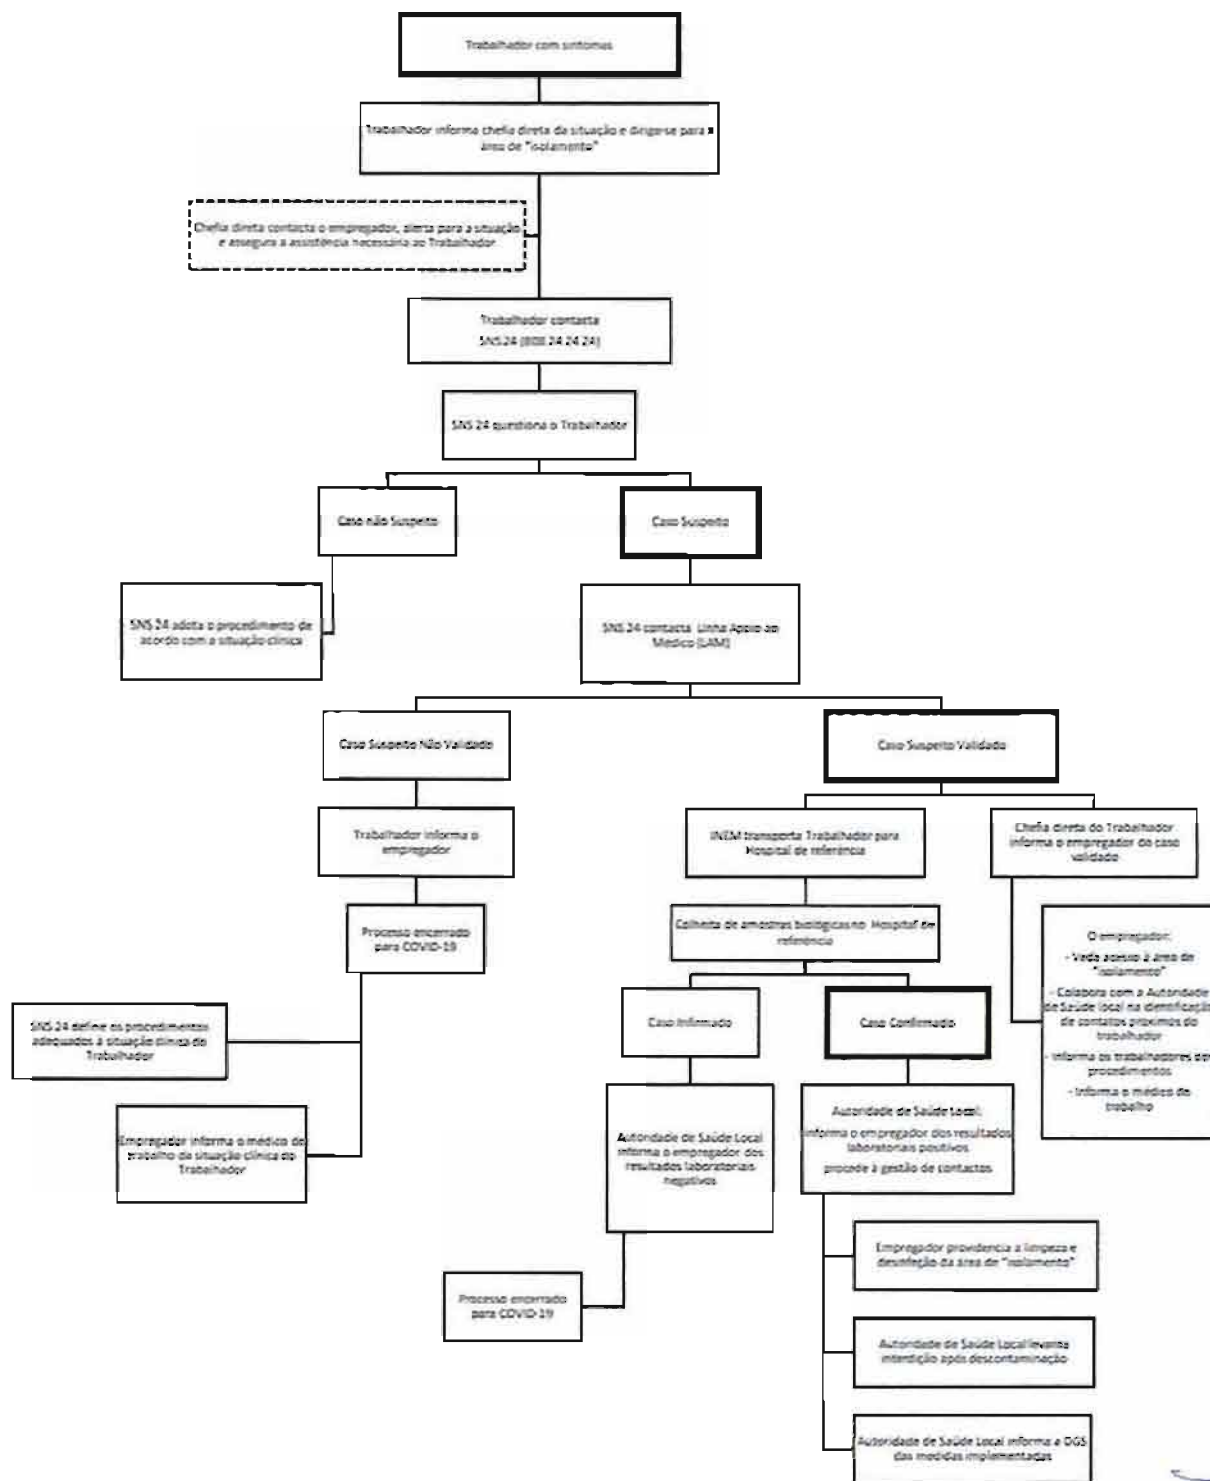 Trabalhador com sintomas
Trabalhador informa chefia direta da situação e dirige-se para a
área de "isolamento"
Chefia direta contacta o empregador, alerta para a situação
e assegura a assistência necessária ao Trabalhador
Trabalhador contacta
SNS 24 (808 24 24 24)
SNS 24 questiona o Trabalhador
Caso não Suspeito
Caso Suspeito
SNS 24 adota o procedimento de
acordo com a situação clínica
SNS 24 contacta Linha Apoio ao
Médico (LAM)
Caso Suspeito Não Validado
Caso Suspeito Validado
Trabalhador informa o
empregador
INEM transporta Trabalhador para
Hospital de referência
Chefia direta do Trabalhador
informa o empregador do caso
validado
Processo encerrado
para COVID-19
Colheita de amostras biológicas no Hospital de
referência
O empregador:
- Veda acesso à área de
"isolamento"
- Colabora com a Autoridade
de Saúde local na identificação
de contatos próximos do
trabalhador
- Informa os trabalhadores dos
procedimentos
- Informa o médico do
trabalho
SNS 24 define os procedimentos
adequados à situação clínica do
Trabalhador
Caso Infirmado
Caso Confirmado
Empregador informa o médico do
trabalho da situação clínica do
Trabalhador
Autoridade de Saúde Local
informa o empregador dos
resultados laboratoriais
negativos
Autoridade de Saúde Local:
informa o empregador dos resultados
laboratoriais positivos
procede à gestão de contactos
Processo encerrado
para COVID-19
Empregador providencia a limpeza e
desinfeção da área de "isolamento"
Autoridade de Saúde Local levanta
interdição após descontaminação
Autoridade de Saúde Local informa a DGS
das medidas implementadas